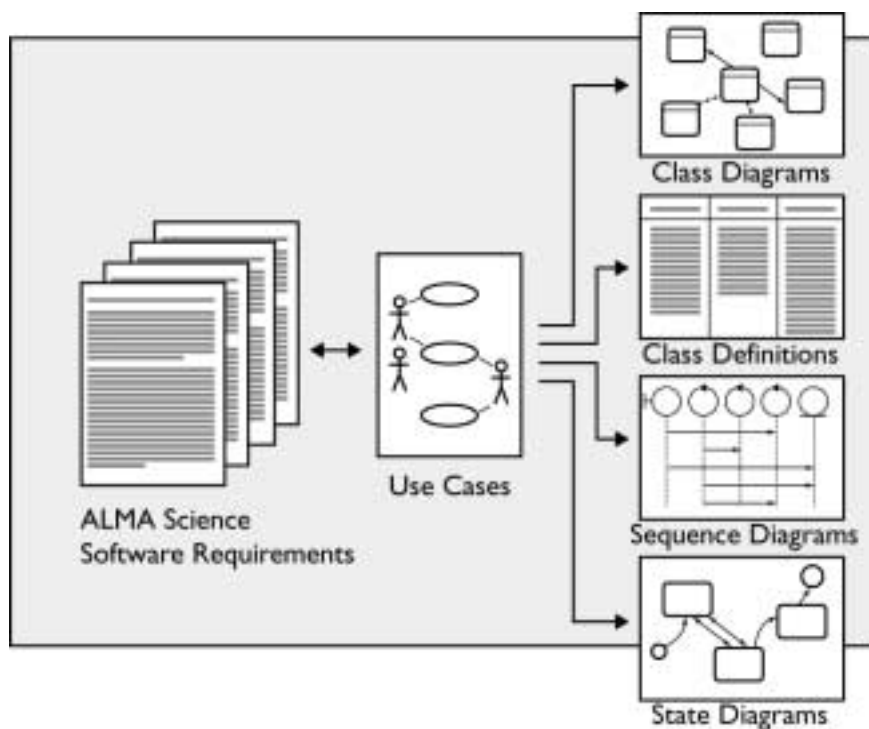 Class Diagrams
Class Definitions
Use Cases
ALMA Science
Software Requirements
Sequence Diagrams
State Diagrams